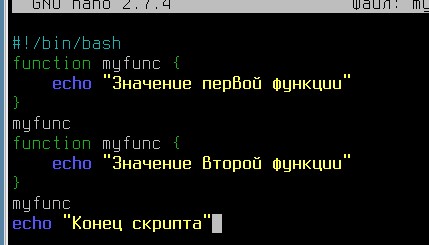 GNU nano 2.7.4 Файл: my
#!/bin/bash
function myfunc {
    echo "Значение первой функции"
}
myfunc
function myfunc {
    echo "Значение второй функции"
}
myfunc
echo "Конец скрипта"